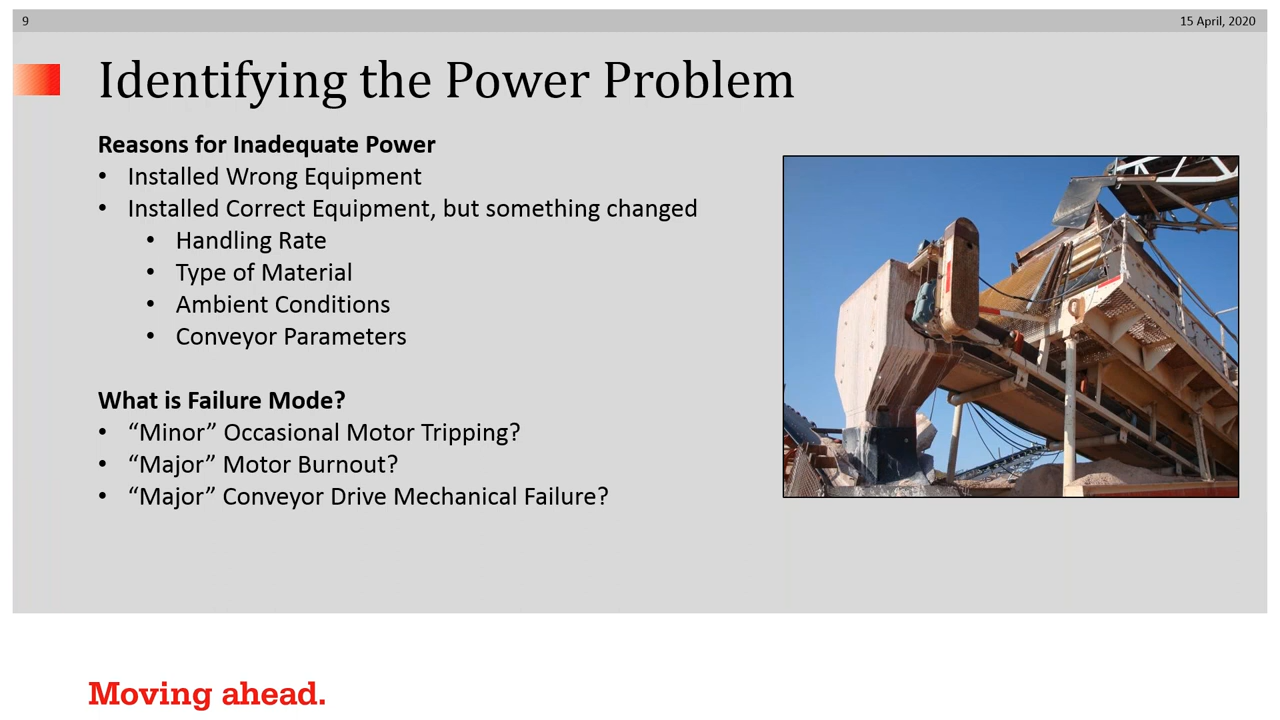 9
15 April, 2020
Identifying the Power Problem
Reasons for Inadequate Power
• Installed Wrong Equipment
• Installed Correct Equipment, but something changed
• Handling Rate
• Type of Material
• Ambient Conditions
• Conveyor Parameters
What is Failure Mode?
• “Minor” Occasional Motor Tripping?
• “Major” Motor Burnout?
• “Major” Conveyor Drive Mechanical Failure?
Moving ahead.